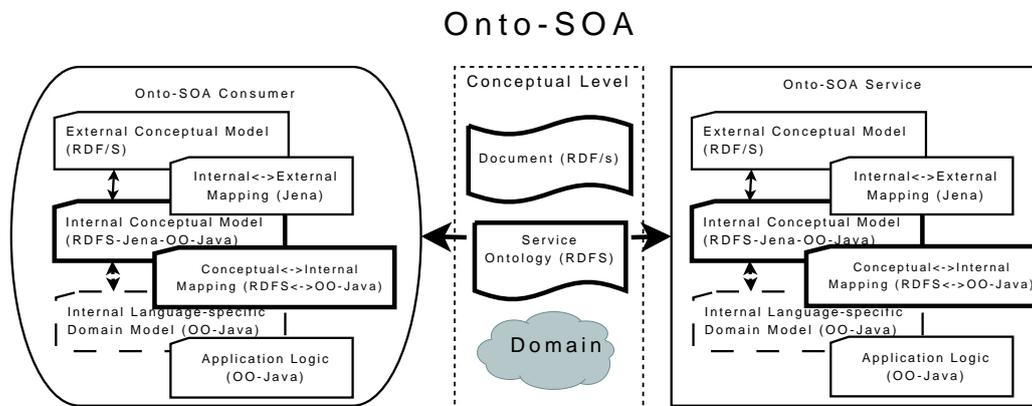 Onto-SOA
Onto-SOA Consumer
External Conceptual Model
(RDF/S)
Internal<->External
Mapping (Jena)
Internal Conceptual Model
(RDFS-Jena-OO-Java)
Conceptual<->Internal
Mapping (RDFS<->OO-Java)
Internal Language-specific
Domain Model (OO-Java)
Application Logic
(OO-Java)
Conceptual Level
Document (RDF/s)
Service
Ontology (RDFS)
Domain
Onto-SOA Service
External Conceptual Model
(RDF/S)
Internal<->External
Mapping (Jena)
Internal Conceptual Model
(RDFS-Jena-OO-Java)
Conceptual<->Internal
Mapping (RDFS<->OO-Java)
Internal Language-specific
Domain Model (OO-Java)
Application Logic
(OO-Java)